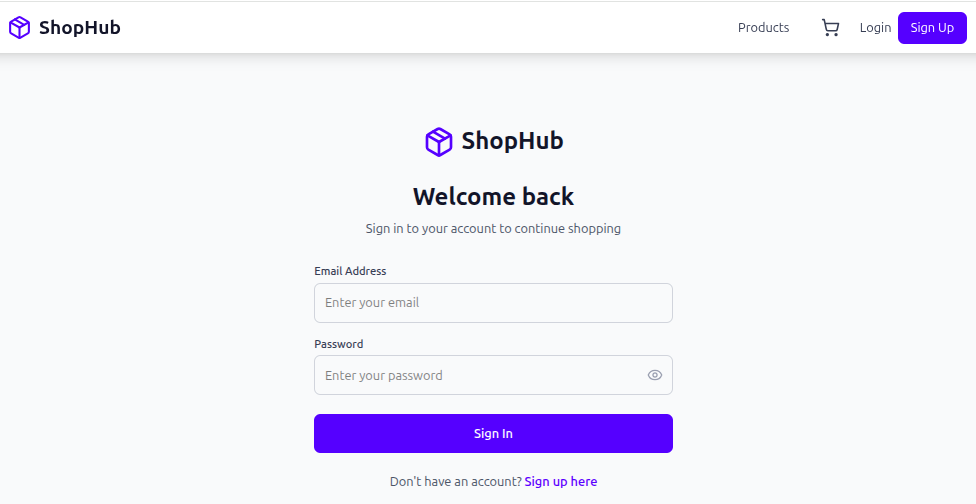 ShopHub
Products
Login
Sign Up
ShopHub
Welcome back
Sign in to your account to continue shopping
Email Address
Enter your email
Password
Enter your password
Sign In
Don't have an account? Sign up here